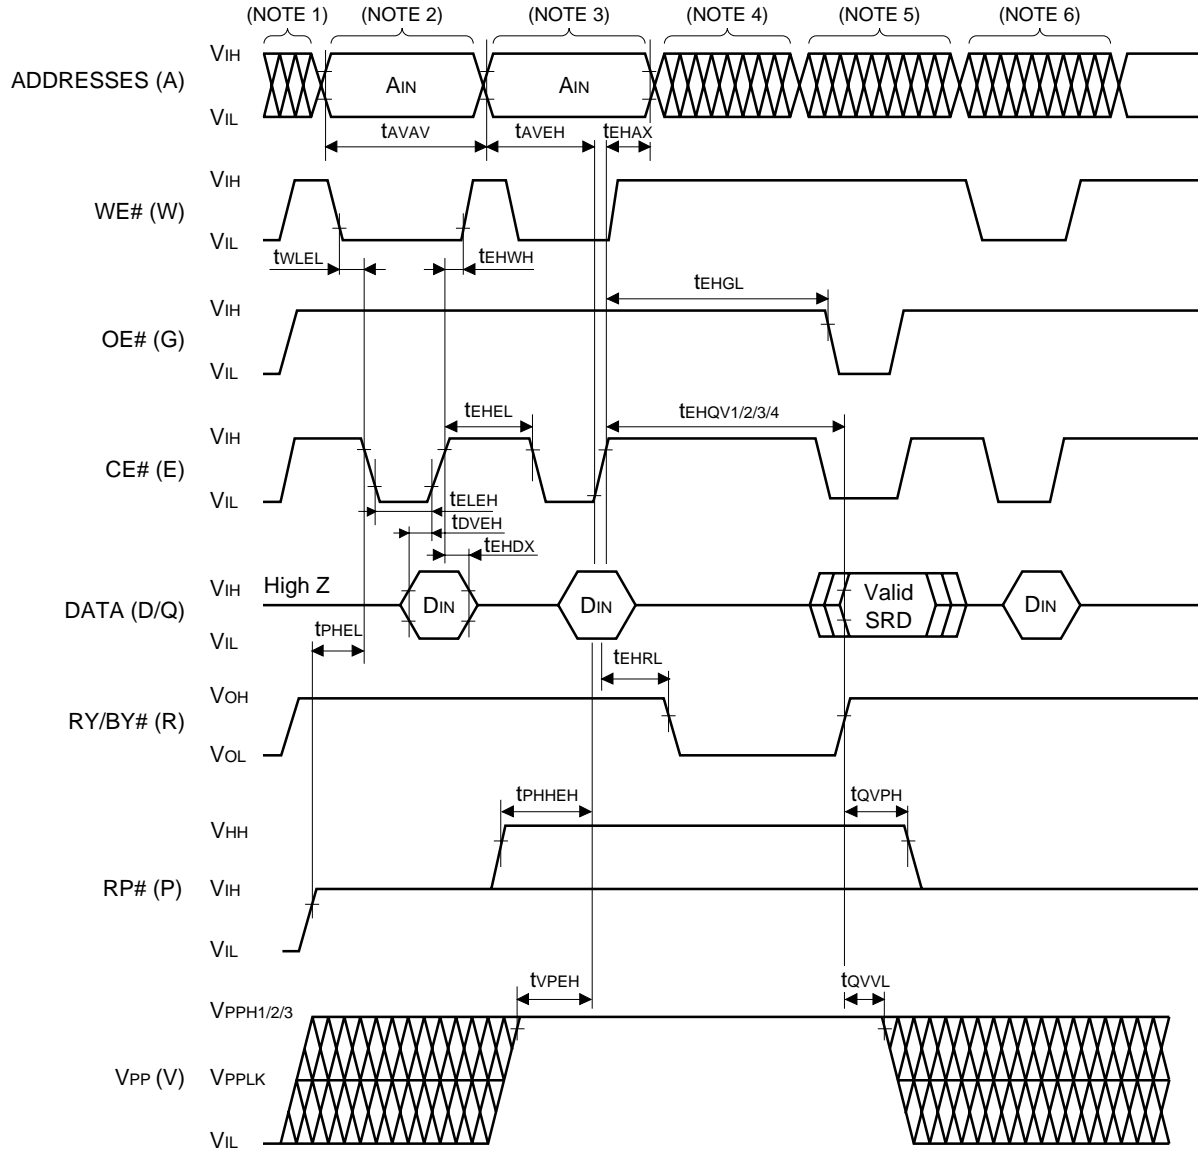 (NOTE 1) (NOTE 2) (NOTE 3) (NOTE 4) (NOTE 5) (NOTE 6)
VIH
ADDRESSES (A) AIN AIN
VIL
tAVAV tAVEH tEHAX
VIH
WE# (W)
VIL
tWLEL tEHWH
tEHGL
VIH
OE# (G)
VIL
tEHEL tEHQV1/2/3/4
VIH
CE# (E)
VIL
tELEH
tDVEH
tEHDX
VIH High Z Valid
DATA (D/Q) DIN DIN SRD DIN
VIL
tPHEL
tEHRL
VOH
RY/BY# (R)
VOL
tPHHEH tQVPH
VHH
RP# (P) VIH
VIL
tVPEH tQVVL
VPPH1/2/3
VPP (V) VPPLK
VIL